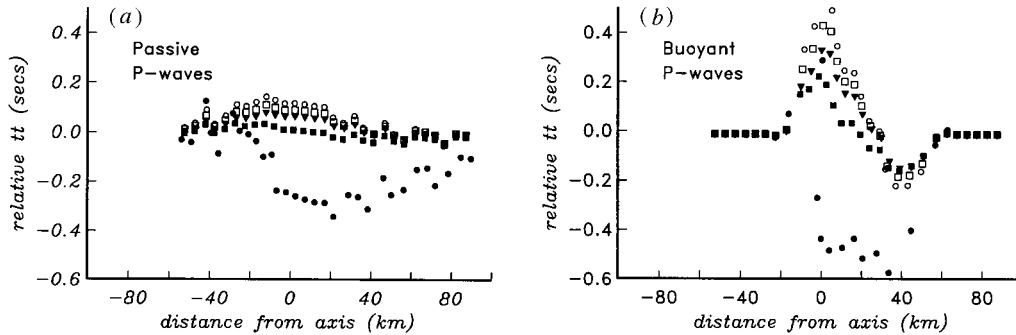 (a)
Passive
P-waves
relative tt (secs)
0.4
0.2
0.0
−0.2
−0.4
−0.6
−80
−40
0
40
80
distance from axis (km)
(b)
Buoyant
P-waves
relative tt (secs)
0.4
0.2
0.0
−0.2
−0.4
−0.6
−80
−40
0
40
80
distance from axis (km)